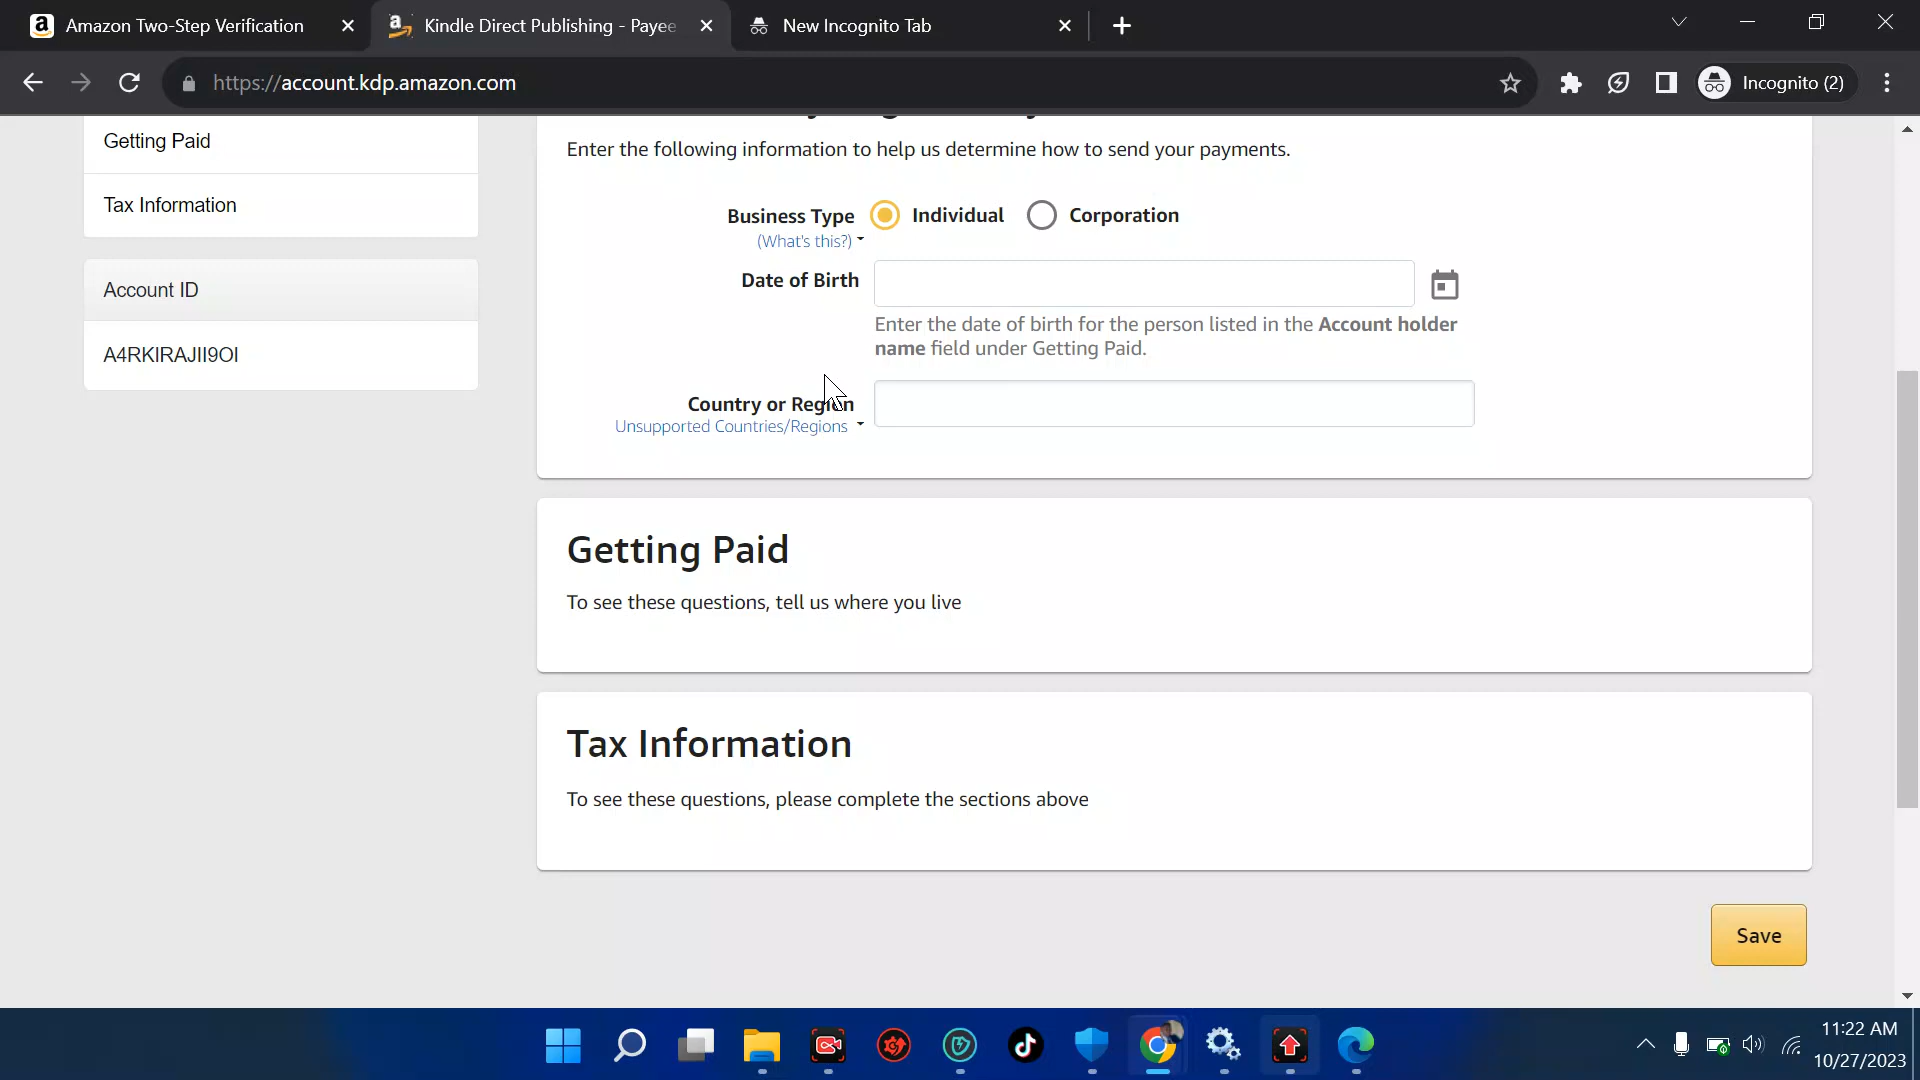 Amazon Two-Step Verification
Kindle Direct Publishing - Payee
New Incognito Tab
https://account.kdp.amazon.com
Incognito (2)
Getting Paid
Tax Information
Account ID
A4RKIRAJII9OI
Enter the following information to help us determine how to send your payments.
Business Type
Individual
Corporation
(What's this?)
Date of Birth
Enter the date of birth for the person listed in the Account holder
name field under Getting Paid.
Country or Region
Unsupported Countries/Regions
Getting Paid
To see these questions, tell us where you live
Tax Information
To see these questions, please complete the sections above
Save
11:22 AM
10/27/2023